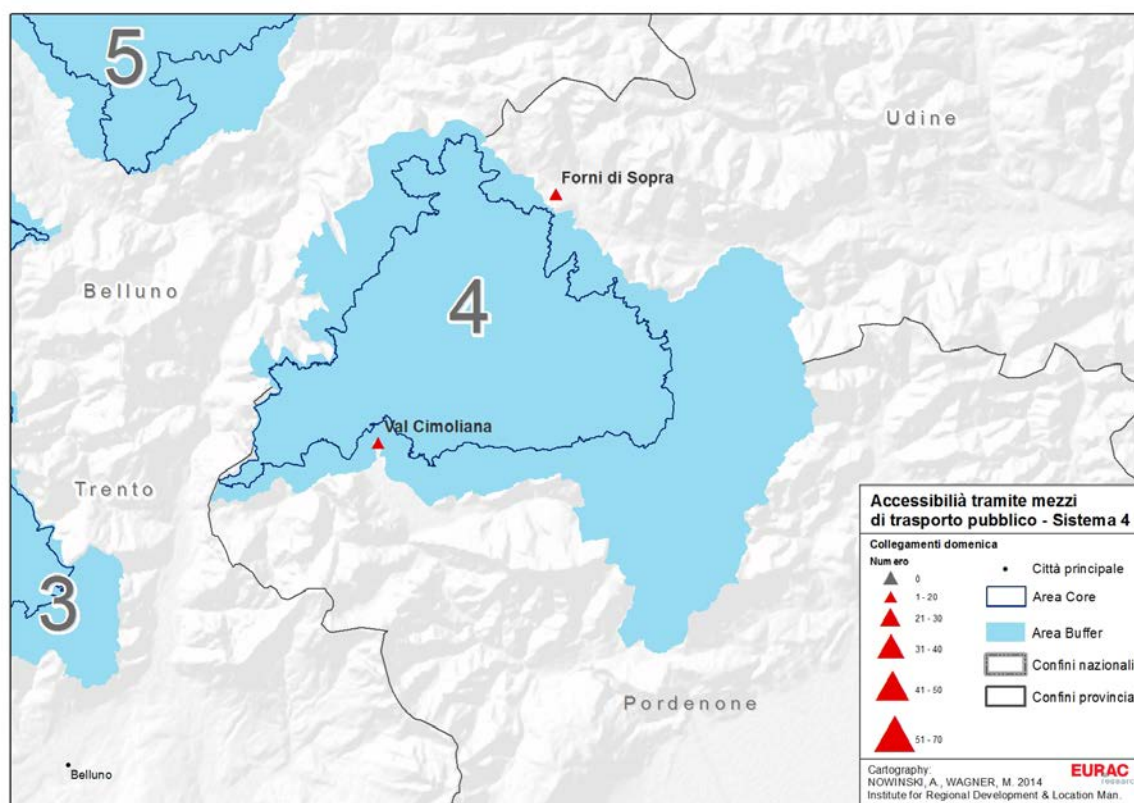 5
Udine
Forni di Sopra
Belluno
4
Val Cimoliana
Trento
3
Pordenone
Belluno
Accessibilià tramite mezzi
di trasporto pubblico - Sistema 4
Collegamenti domenica
Numero
0
1 - 20
21 - 30
31 - 40
41 - 50
51 - 70
Città principale
Area Core
Area Buffer
Confini nazionali
Confini provincia
Cartography:
NOWINSKI, A., WAGNER, M. 2014
Institute for Regional Development & Location Man.
EURAC
research